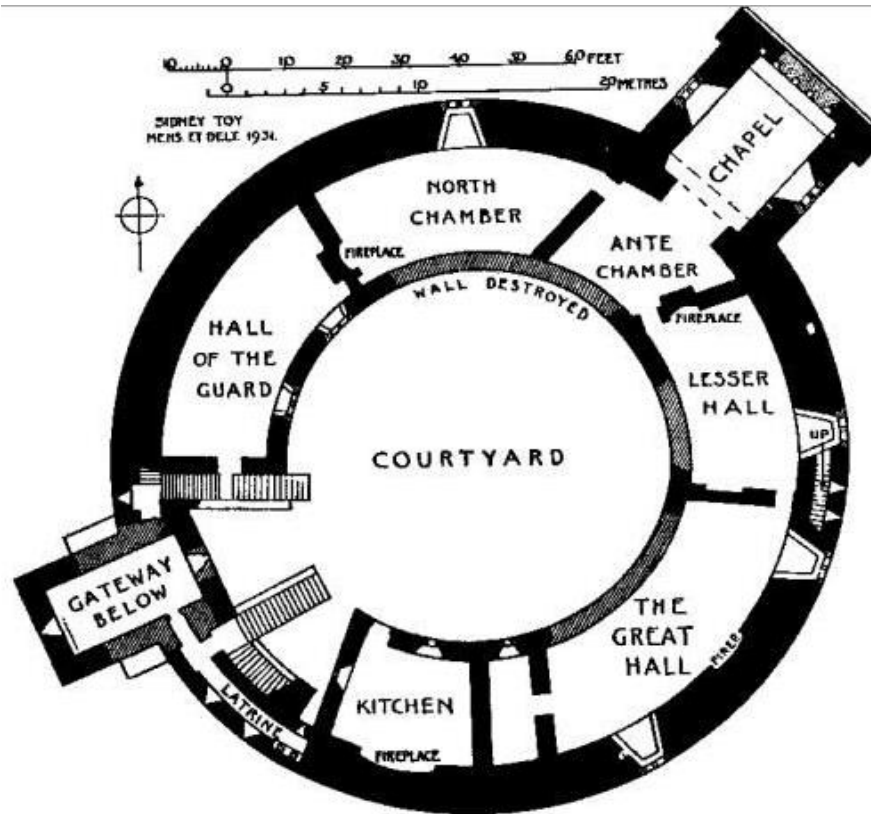 10 0 10 20 30 40 50 60 FEET
0 5 10 20 METRES
SIDNEY TOY
MENS. ET DELT. 1931.
CHAPEL
NORTH
CHAMBER
ANTE
CHAMBER
FIREPLACE
WALL DESTROYED
FIREPLACE
HALL
OF THE
GUARD
LESSER
HALL
UP
COURTYARD
GATEWAY
BELOW
THE
GREAT
HALL
FIREP
LATRINE
KITCHEN
FIREPLACE